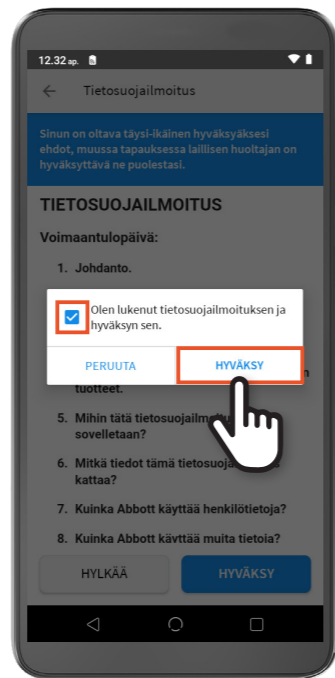 12.32 ap.
Tietosuojailmoitus
Sinun on oltava täysi-ikäinen hyväksyäksesi
ehdot, muussa tapauksessa laillisen huoltajan on
hyväksyttävä ne puolestasi.
TIETOSUOJAILMOITUS
Voimaantulopäivä:
1. Johdanto.
Olen lukenut tietosuojailmoituksen ja
hyväksyn sen.
PERUUTA HYVÄKSY
tuotteet.
5. Mihin tätä
sovelletaan?
6. Mitkä tiedot tämä
kattaa?
7. Kuinka Abbott käyttää henkilötietoja?
8. Kuinka Abbott käyttää muita tietoja?
HYLKÄÄ HYVÄKSY